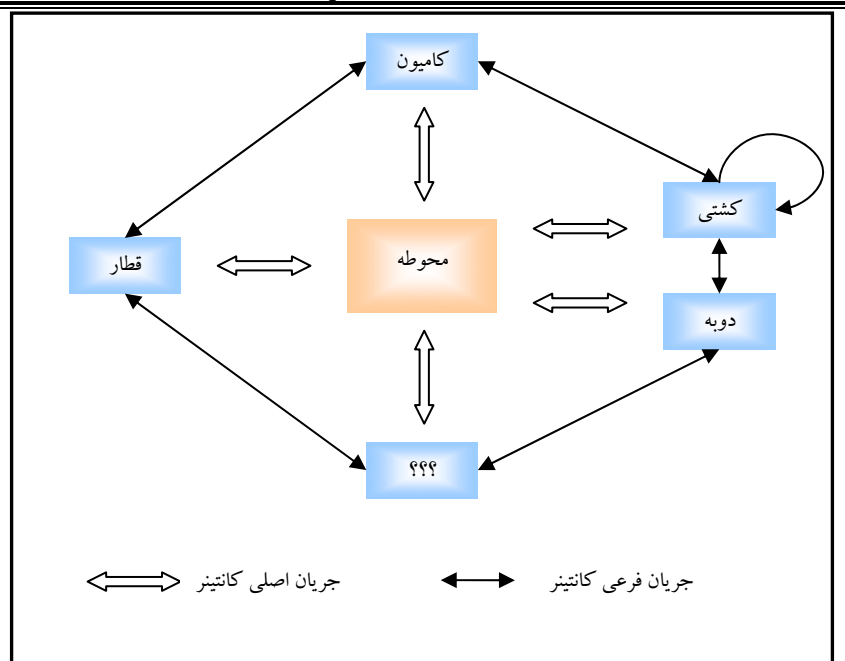 کامیون
کشتی
قطار
محوطه
دوبه
؟؟؟
جریان فرعی کانتینر
جریان اصلی کانتینر